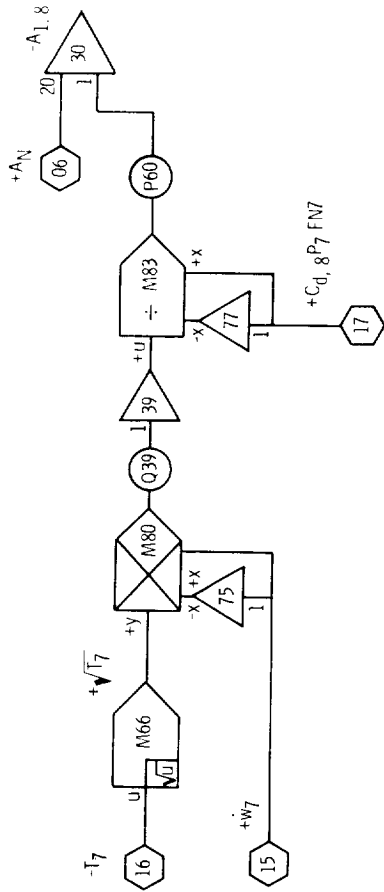 -T7
16
u
√u
M66
+√T7
+y
M80
-x
+x
75
1
+ẇ7
15
Q39
1
39
+u
÷
M83
-x
+x
77
1
+Cd, 8P7 FN7
17
P60
+AN
06
20
1
30
-A1.8